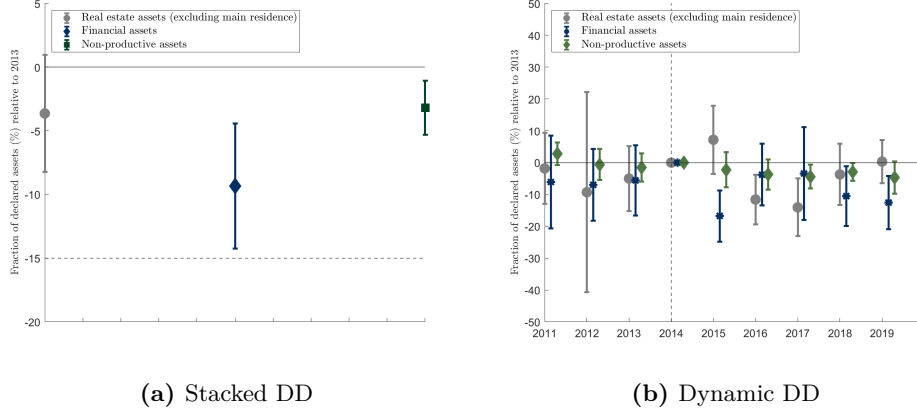 Fraction of declared assets (%) relative to 2013
5
0
-5
-10
-15
-20
Real estate assets (excluding main residence)
Financial assets
Non-productive assets
(a) Stacked DD
Fraction of declared assets (%) relative to 2013
50
40
30
20
10
0
-10
-20
-30
-40
-50
Real estate assets (excluding main residence)
Financial assets
Non-productive assets
2011 2012 2013 2014 2015 2016 2017 2018 2019
(b) Dynamic DD